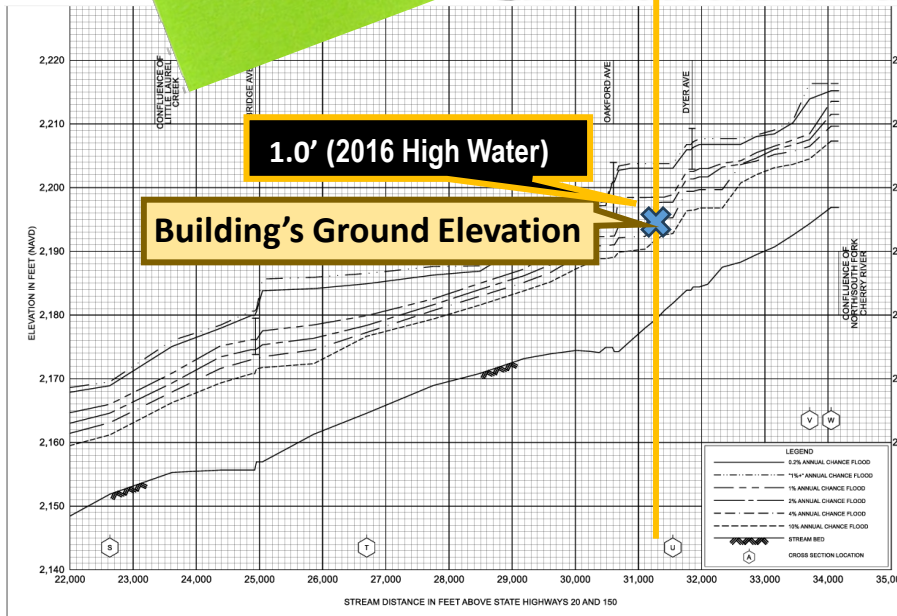 2,220
2,210
2,200
2,190
2,180
2,170
2,160
2,150
2,140
ELEVATION IN FEET (NAVD)
CONFLUENCE OF
LITTLE LAUREL
CREEK
OAKFORD AVE
DYER AVE
1.0' (2016 High Water)
Building's Ground Elevation
CONFLUENCE OF
NORTH/SOUTH FORK
CHERRY RIVER
S
T
U
V
W
LEGEND
0.2% ANNUAL CHANCE FLOOD
"1%+" ANNUAL CHANCE FLOOD
1% ANNUAL CHANCE FLOOD
2% ANNUAL CHANCE FLOOD
4% ANNUAL CHANCE FLOOD
10% ANNUAL CHANCE FLOOD
STREAM BED
A
CROSS SECTION LOCATION
22,000 23,000 24,000 25,000 26,000 27,000 28,000 29,000 30,000 31,000 32,000 33,000 34,000
STREAM DISTANCE IN FEET ABOVE STATE HIGHWAYS 20 AND 150